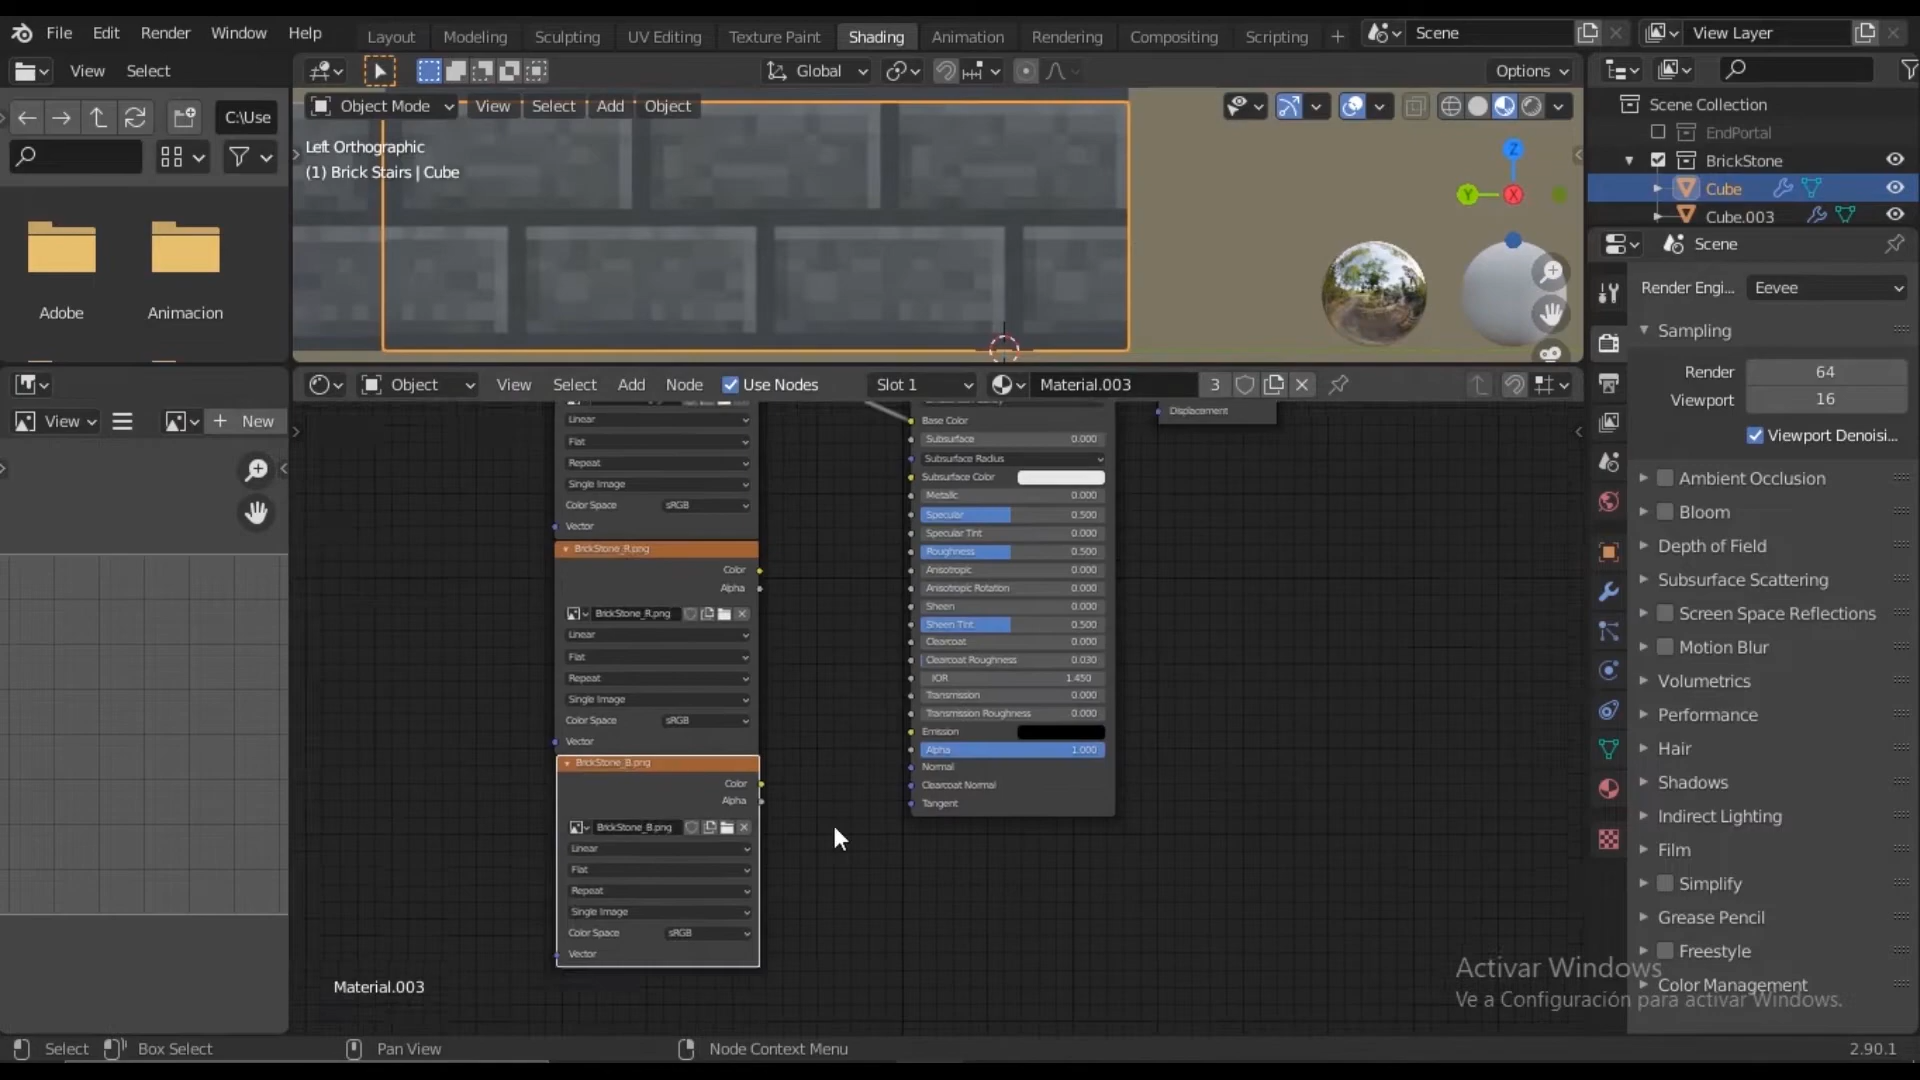 File Edit Render Window Help Layout Modeling Sculpting UV Editing Texture Paint Shading Animation Rendering Compositing Scripting + Scene View Layer
View Select Global Options
C:\Use
Object Mode View Select Add Object
Left Orthographic
(1) Brick Stairs | Cube
Z
Y
X
Adobe
Animacion
Scene Collection
EndPortal
BrickStone
Cube
Cube.003
Scene
Render Engi... Eevee
Sampling
Render 64
Viewport 16
Viewport Denoisi...
Ambient Occlusion
Bloom
Depth of Field
Subsurface Scattering
Screen Space Reflections
Motion Blur
Volumetrics
Performance
Hair
Shadows
Indirect Lighting
Film
Simplify
Grease Pencil
Freestyle
Color Management
View + New
Object View Select Add Node Use Nodes Slot 1 Material.003 3
Linear
Flat
Repeat
Single Image
Color Space sRGB
Vector
BrickStone_R.png
Color
Alpha
BrickStone_R.png
Linear
Flat
Repeat
Single Image
Color Space sRGB
Vector
BrickStone_B.png
Color
Alpha
BrickStone_B.png
Linear
Flat
Repeat
Single Image
Color Space sRGB
Vector
Base Color
Subsurface 0.000
Subsurface Radius
Subsurface Color
Metallic 0.000
Specular 0.500
Specular Tint 0.000
Roughness 0.500
Anisotropic 0.000
Anisotropic Rotation 0.000
Sheen 0.000
Sheen Tint 0.500
Clearcoat 0.000
Clearcoat Roughness 0.030
IOR 1.450
Transmission 0.000
Transmission Roughness 0.000
Emission
Alpha 1.000
Normal
Clearcoat Normal
Tangent
Displacement
Material.003
Activar Windows
Ve a Configuración para activar Windows.
Select Box Select Pan View Node Context Menu 2.90.1